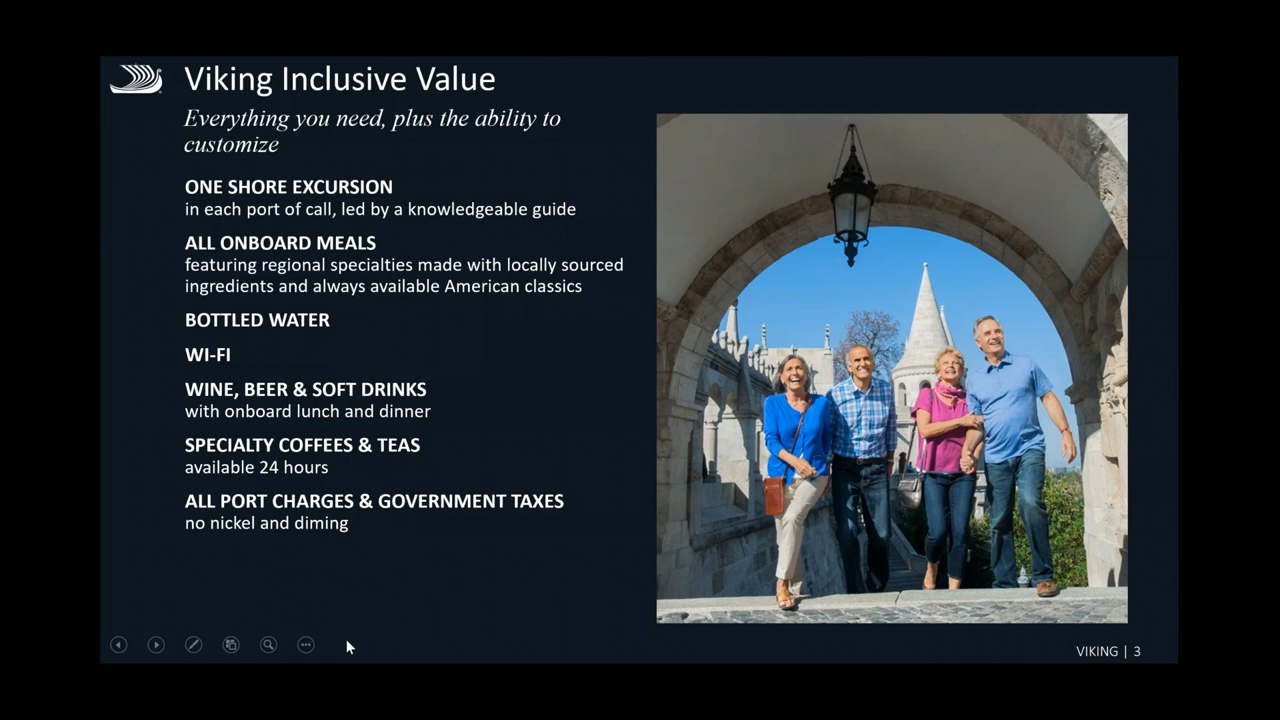 Viking Inclusive Value
Everything you need, plus the ability to
customize
ONE SHORE EXCURSION
in each port of call, led by a knowledgeable guide
ALL ONBOARD MEALS
featuring regional specialties made with locally sourced
ingredients and always available American classics
BOTTLED WATER
WI-FI
WINE, BEER & SOFT DRINKS
with onboard lunch and dinner
SPECIALTY COFFEES & TEAS
available 24 hours
ALL PORT CHARGES & GOVERNMENT TAXES
no nickel and diming
VIKING | 3